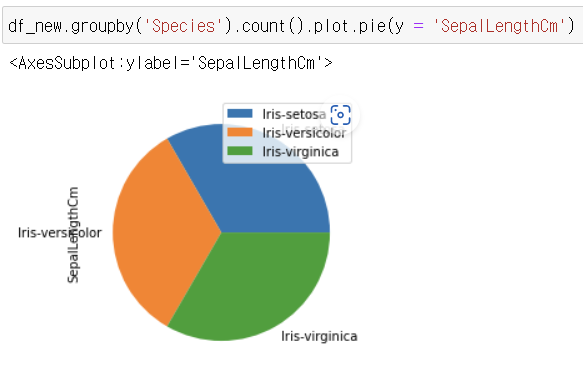 df_new.groupby('Species').count().plot.pie(y = 'SepalLengthCm')
<AxesSubplot:ylabel='SepalLengthCm'>
Iris-setosa
Iris-versicolor
Iris-virginica
Iris-versicolor
SepalLengthCm
Iris-virginica